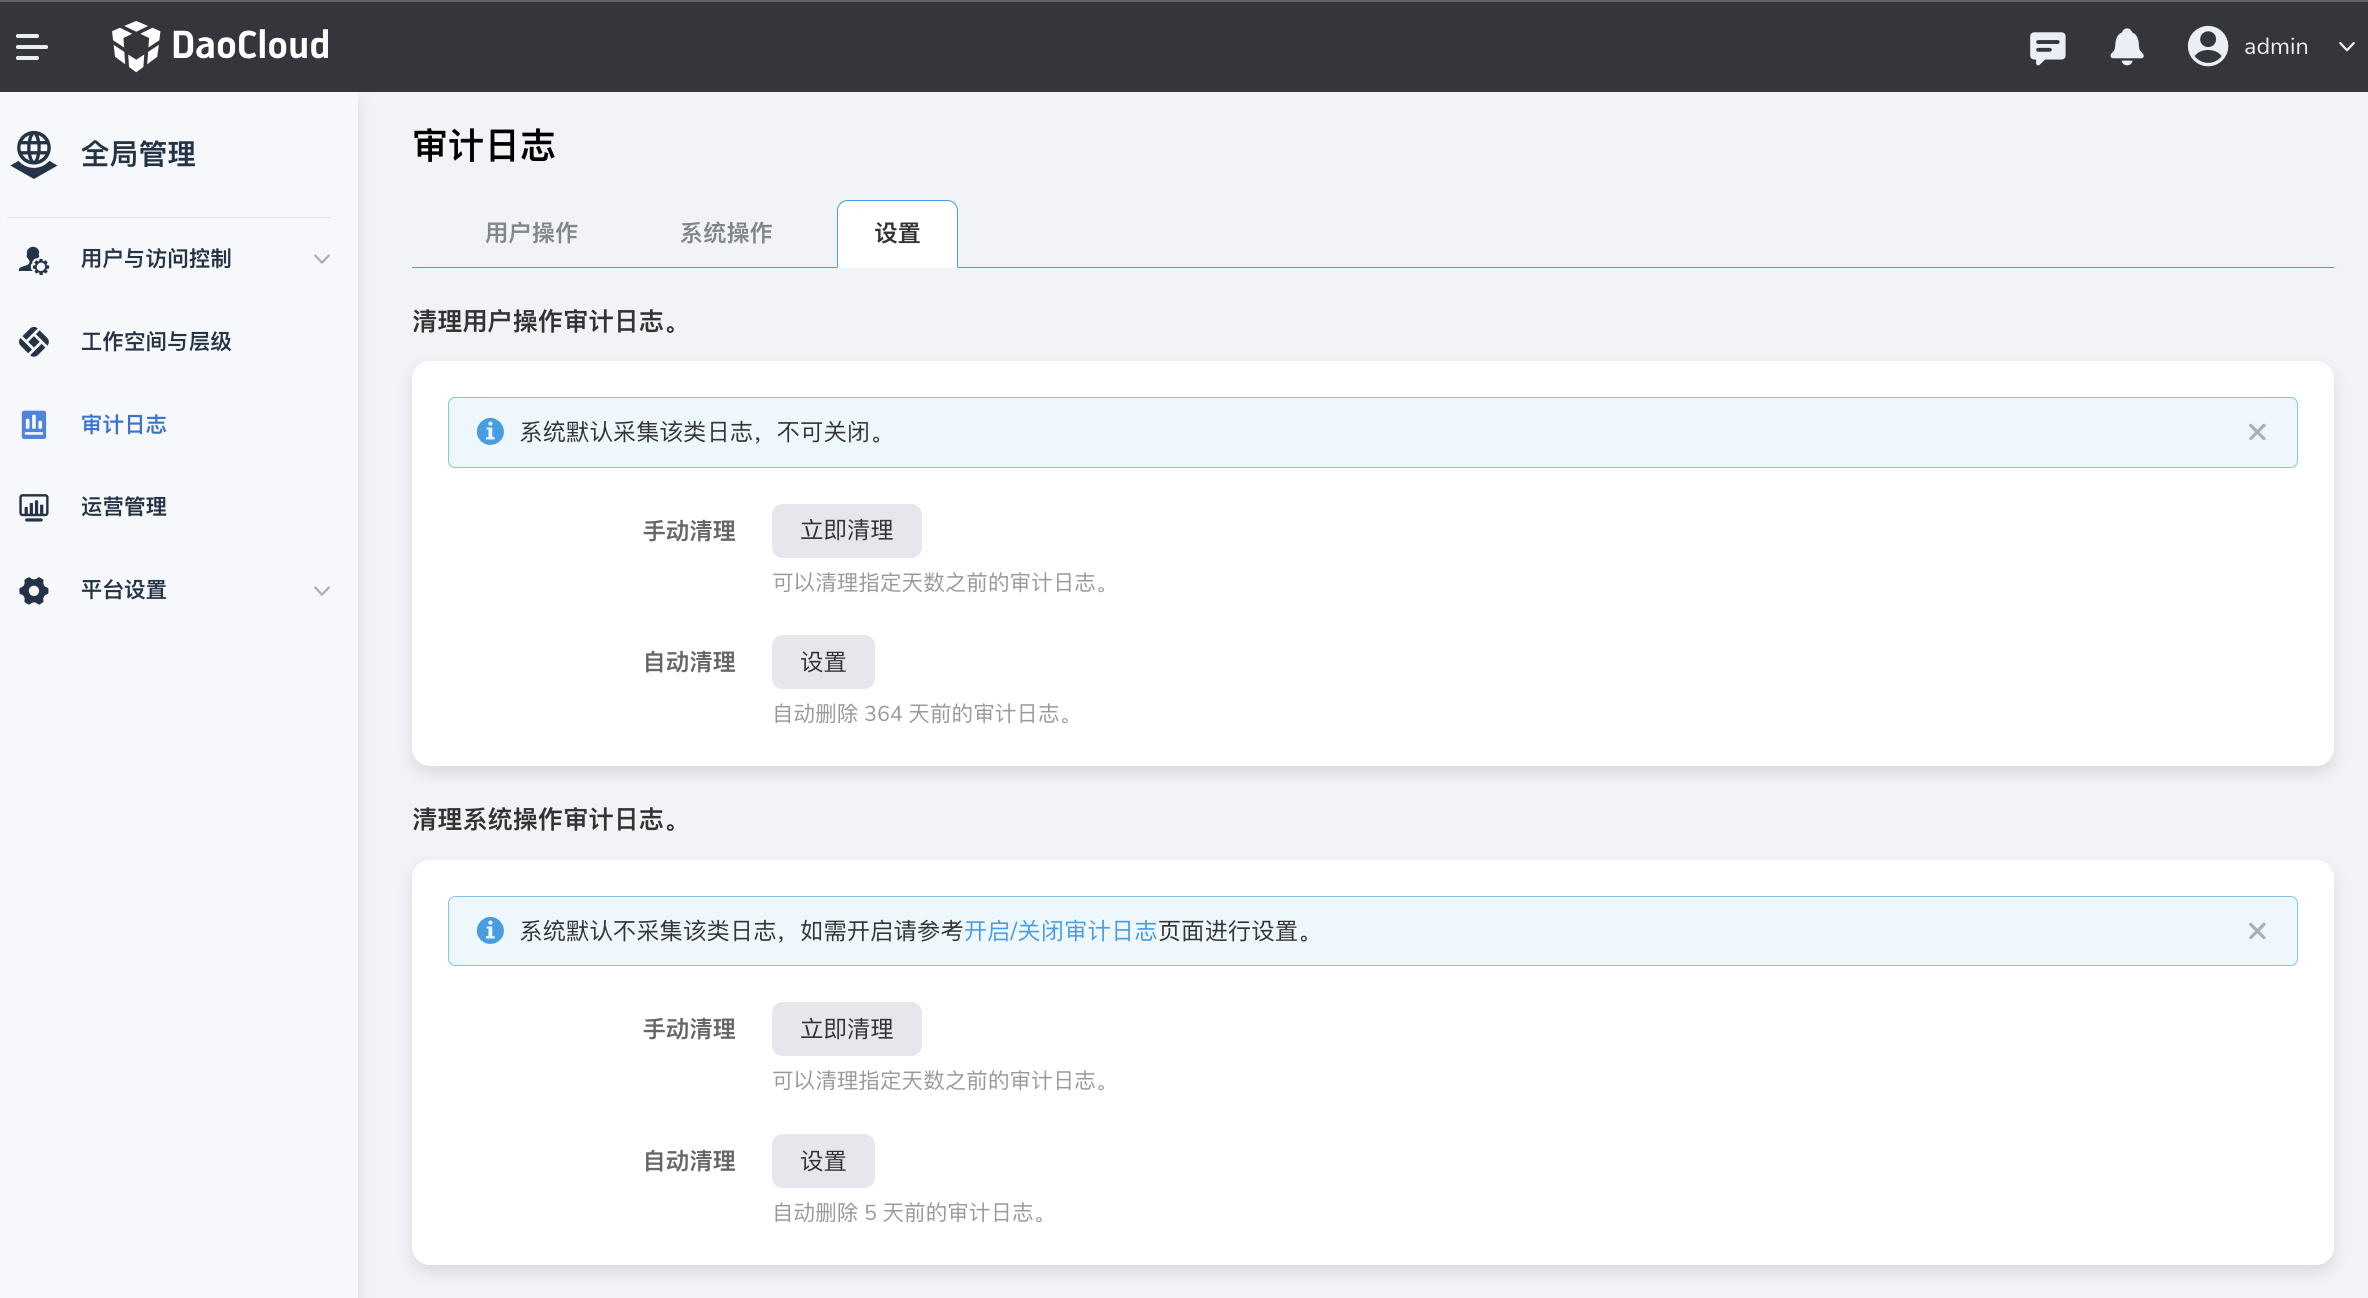 DaoCloud
admin
全局管理
用户与访问控制
工作空间与层级
审计日志
运营管理
平台设置
审计日志
用户操作
系统操作
设置
清理用户操作审计日志。
系统默认采集该类日志，不可关闭。
手动清理
立即清理
可以清理指定天数之前的审计日志。
自动清理
设置
自动删除 364 天前的审计日志。
清理系统操作审计日志。
系统默认不采集该类日志，如需开启请参考开启/关闭审计日志页面进行设置。
手动清理
立即清理
可以清理指定天数之前的审计日志。
自动清理
设置
自动删除 5 天前的审计日志。